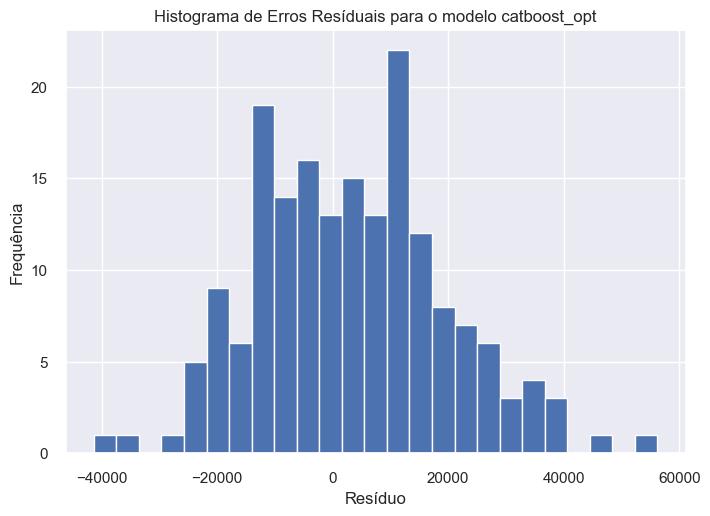 Histograma de Erros Resíduais para o modelo catboost_opt
Frequência
20
15
10
5
0
−40000 −20000 0 20000 40000 60000
Resíduo